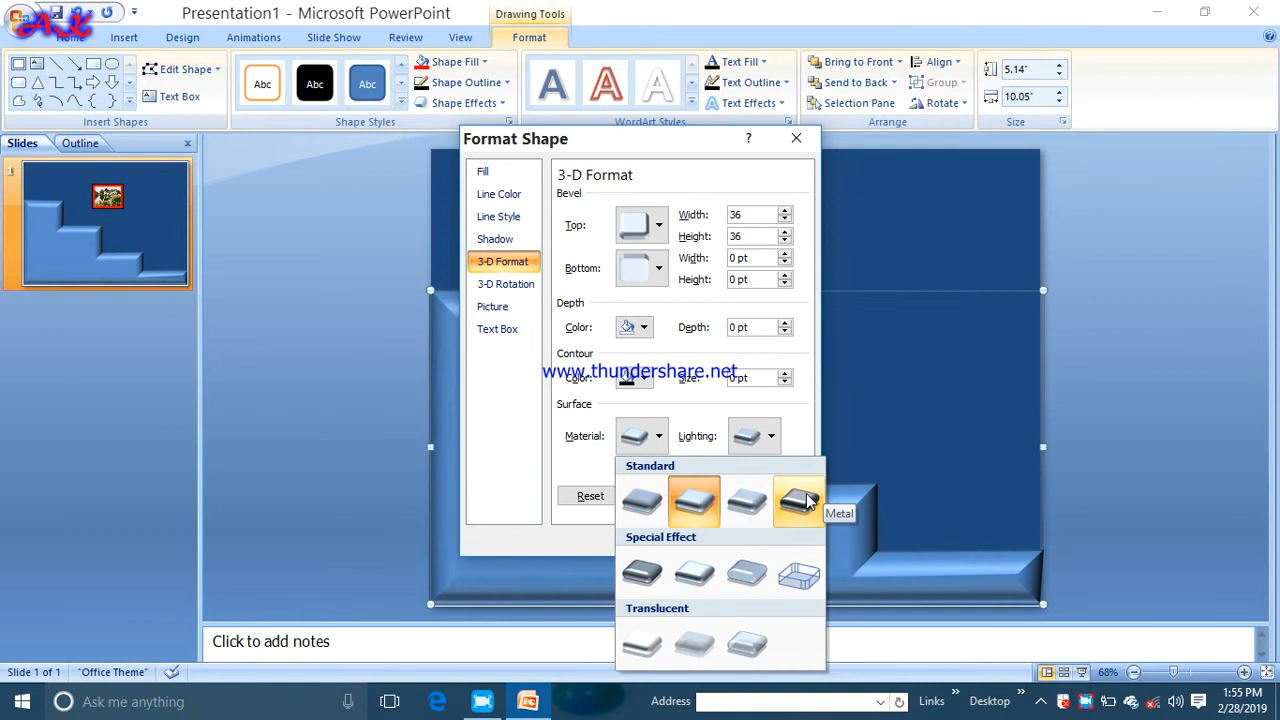 Presentation1 - Microsoft PowerPoint
Drawing Tools
AK
Insert
Design
Animations
Slide Show
Review
View
Format
Edit Shape
Text Box
Insert Shapes
Abc
Abc
Abc
Shape Fill
Shape Outline
Shape Effects
Shape Styles
A
A
A
Text Fill
Text Outline
Text Effects
WordArt Styles
Bring to Front
Send to Back
Selection Pane
Align
Group
Rotate
Arrange
5.14"
10.05"
Size
Slides
Outline
1
Format Shape
?
Fill
Line Color
Line Style
Shadow
3-D Format
3-D Rotation
Picture
Text Box
3-D Format
Bevel
Top:
Width:
36
Height:
36
Bottom:
Width:
0 pt
Height:
0 pt
Depth
Color:
Depth:
0 pt
Contour
www.thundershare.net
Color:
Size:
0 pt
Surface
Material:
Lighting:
Reset
Standard
Metal
Special Effect
Translucent
Click to add notes
Slide 1 of 1
"Office Theme"
68%
Ask me anything
Address
Links
Desktop
1:55 PM
2/28/2019